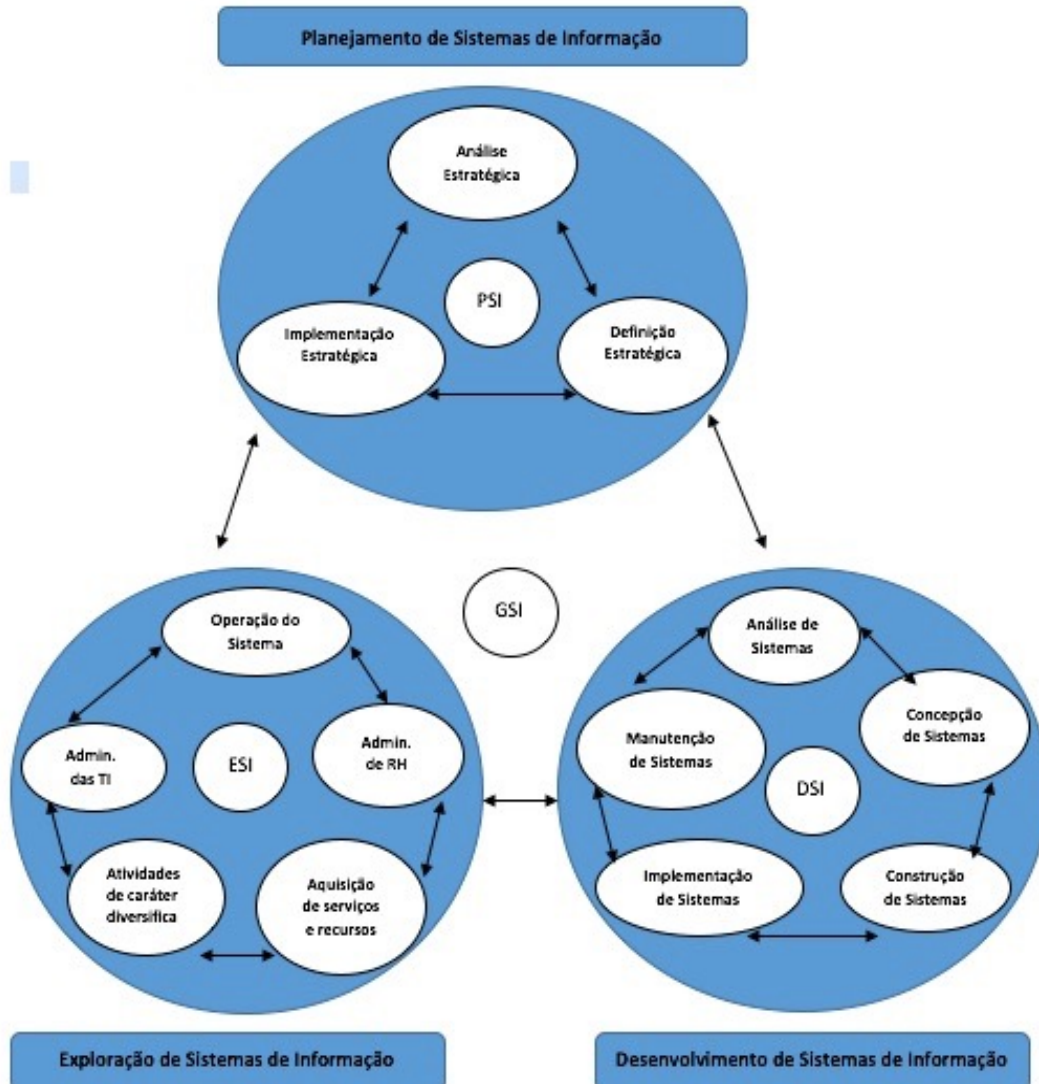 Planejamento de Sistemas de Informação
Análise
Estratégica
PSI
Implementação
Estratégica
Definição
Estratégica
GSI
Operação do
Sistema
Admin.
das TI
ESI
Admin.
de RH
Atividades
de caráter
diversifica
Aquisição
de serviços
e recursos
Análise de
Sistemas
Manutenção
de Sistemas
Concepção
de Sistemas
DSI
Implementação
de Sistemas
Construção
de Sistemas
Exploração de Sistemas de Informação
Desenvolvimento de Sistemas de Informação